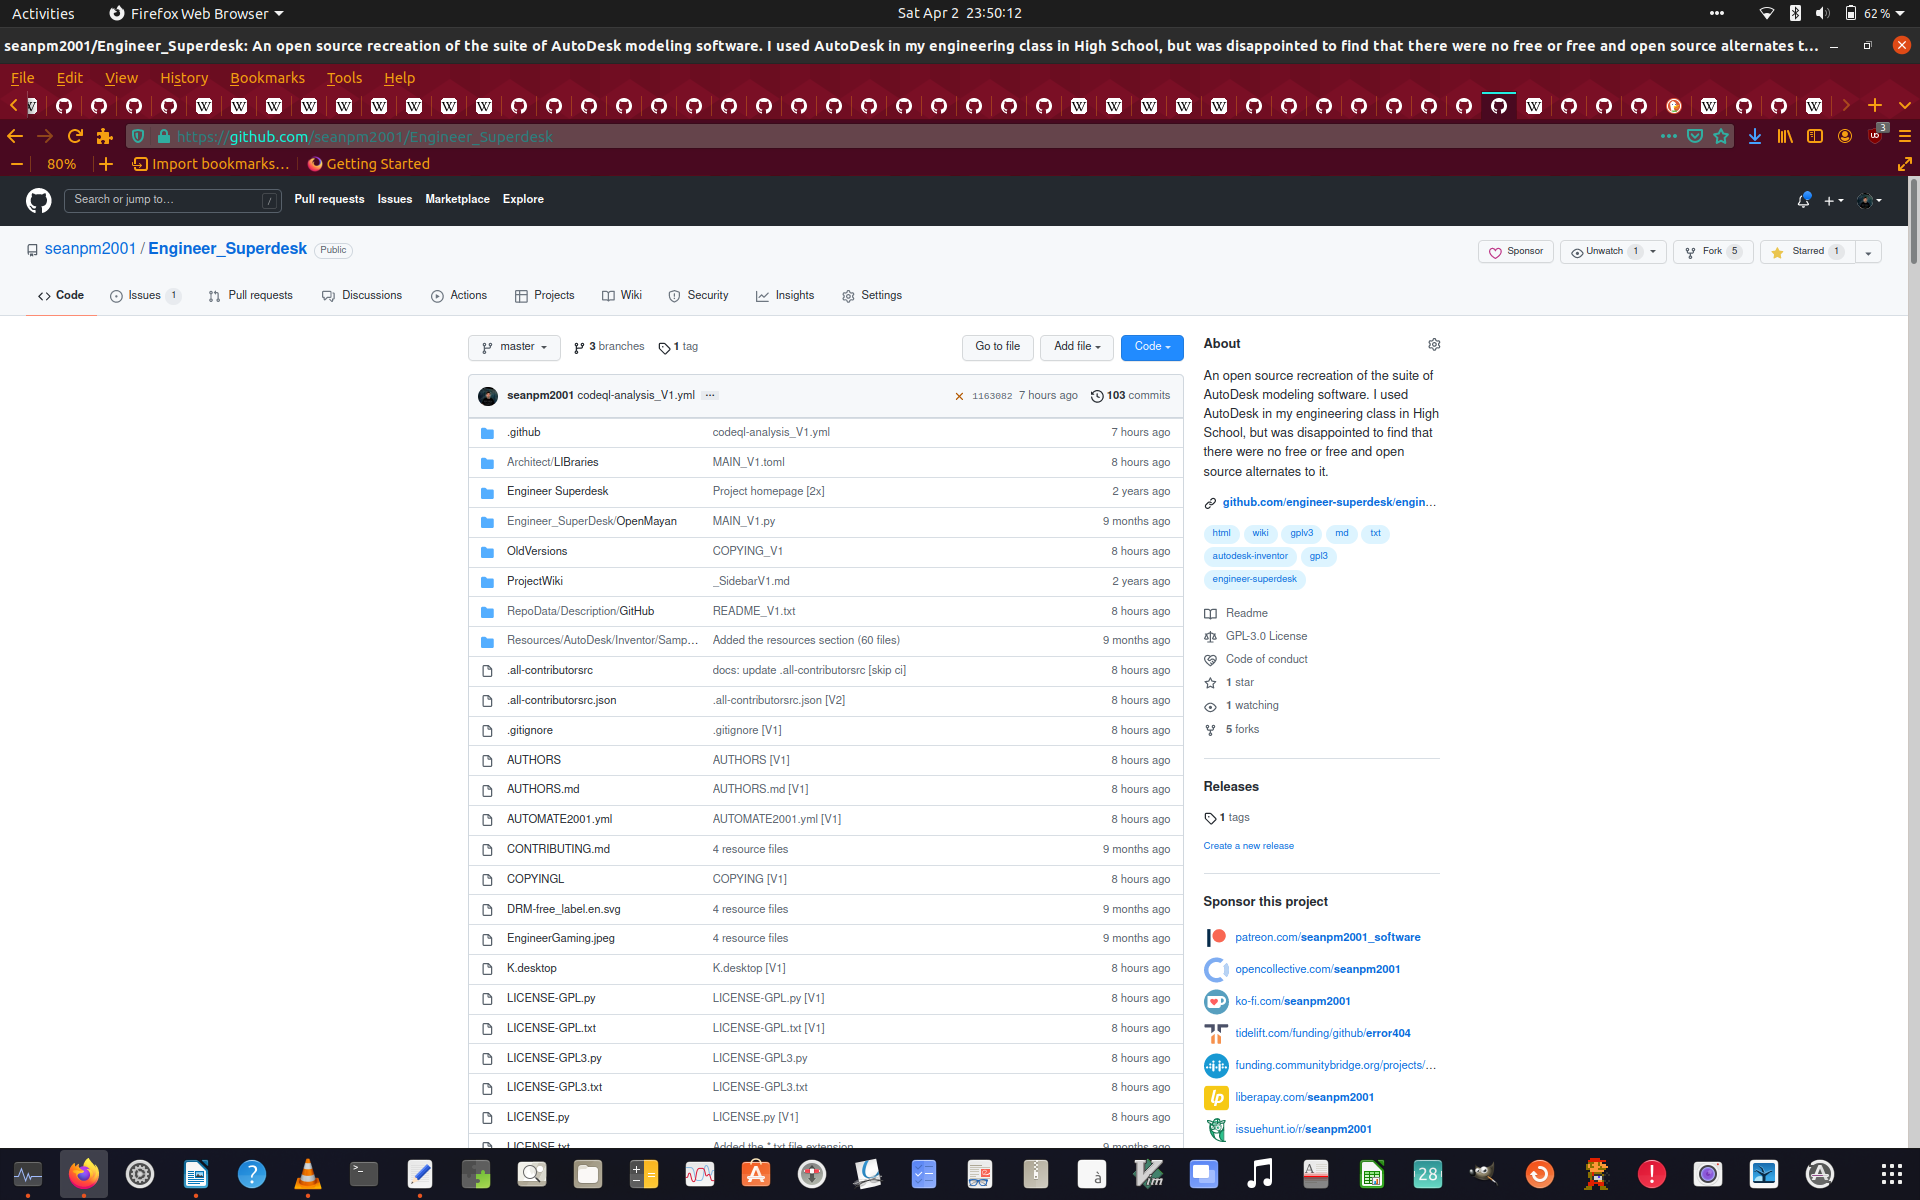 Activities
Firefox Web Browser
Sat Apr 2 23:50:12
62 %
seanpm2001/Engineer_Superdesk: An open source recreation of the suite of AutoDesk modeling software. I used AutoDesk in my engineering class in High School, but was disappointed to find that there were no free or free and open source alternates t…
File Edit View History Bookmarks Tools Help
https://github.com/seanpm2001/Engineer_Superdesk
3
80%
Import bookmarks…
Getting Started
Search or jump to…
/
Pull requests Issues Marketplace Explore
seanpm2001 / Engineer_Superdesk
Public
Sponsor
Unwatch 1
Fork 5
Starred 1
Code
Issues 1
Pull requests
Discussions
Actions
Projects
Wiki
Security
Insights
Settings
master
3 branches
1 tag
Go to file
Add file
Code
seanpm2001 codeql-analysis_V1.yml …
1163082 7 hours ago
103 commits
.github codeql-analysis_V1.yml 7 hours ago
Architect/LIBraries MAIN_V1.toml 8 hours ago
Engineer Superdesk Project homepage [2x] 2 years ago
Engineer_SuperDesk/OpenMayan MAIN_V1.py 9 months ago
OldVersions COPYING_V1 8 hours ago
ProjectWiki _SidebarV1.md 2 years ago
RepoData/Description/GitHub README_V1.txt 8 hours ago
Resources/AutoDesk/Inventor/Samp… Added the resources section (60 files) 9 months ago
.all-contributorsrc docs: update .all-contributorsrc [skip ci] 8 hours ago
.all-contributorsrc.json .all-contributorsrc.json [V2] 8 hours ago
.gitignore .gitignore [V1] 8 hours ago
AUTHORS AUTHORS [V1] 8 hours ago
AUTHORS.md AUTHORS.md [V1] 8 hours ago
AUTOMATE2001.yml AUTOMATE2001.yml [V1] 8 hours ago
CONTRIBUTING.md 4 resource files 9 months ago
COPYINGL COPYING [V1] 8 hours ago
DRM-free_label.en.svg 4 resource files 9 months ago
EngineerGaming.jpeg 4 resource files 9 months ago
K.desktop K.desktop [V1] 8 hours ago
LICENSE-GPL.py LICENSE-GPL.py [V1] 8 hours ago
LICENSE-GPL.txt LICENSE-GPL.txt [V1] 8 hours ago
LICENSE-GPL3.py LICENSE-GPL3.py 8 hours ago
LICENSE-GPL3.txt LICENSE-GPL3.txt 8 hours ago
LICENSE.py LICENSE.py [V1] 8 hours ago
LICENSE.txt Added the *.txt file extension 9 months ago
About
An open source recreation of the suite of
AutoDesk modeling software. I used
AutoDesk in my engineering class in High
School, but was disappointed to find that
there were no free or free and open
source alternates to it.
github.com/engineer-superdesk/engin…
html wiki gplv3 md txt
autodesk-inventor gpl3
engineer-superdesk
Readme
GPL-3.0 License
Code of conduct
1 star
1 watching
5 forks
Releases
1 tags
Create a new release
Sponsor this project
patreon.com/seanpm2001_software
opencollective.com/seanpm2001
ko-fi.com/seanpm2001
tidelift.com/funding/github/error404
funding.communitybridge.org/projects/…
liberapay.com/seanpm2001
issuehunt.io/r/seanpm2001
28